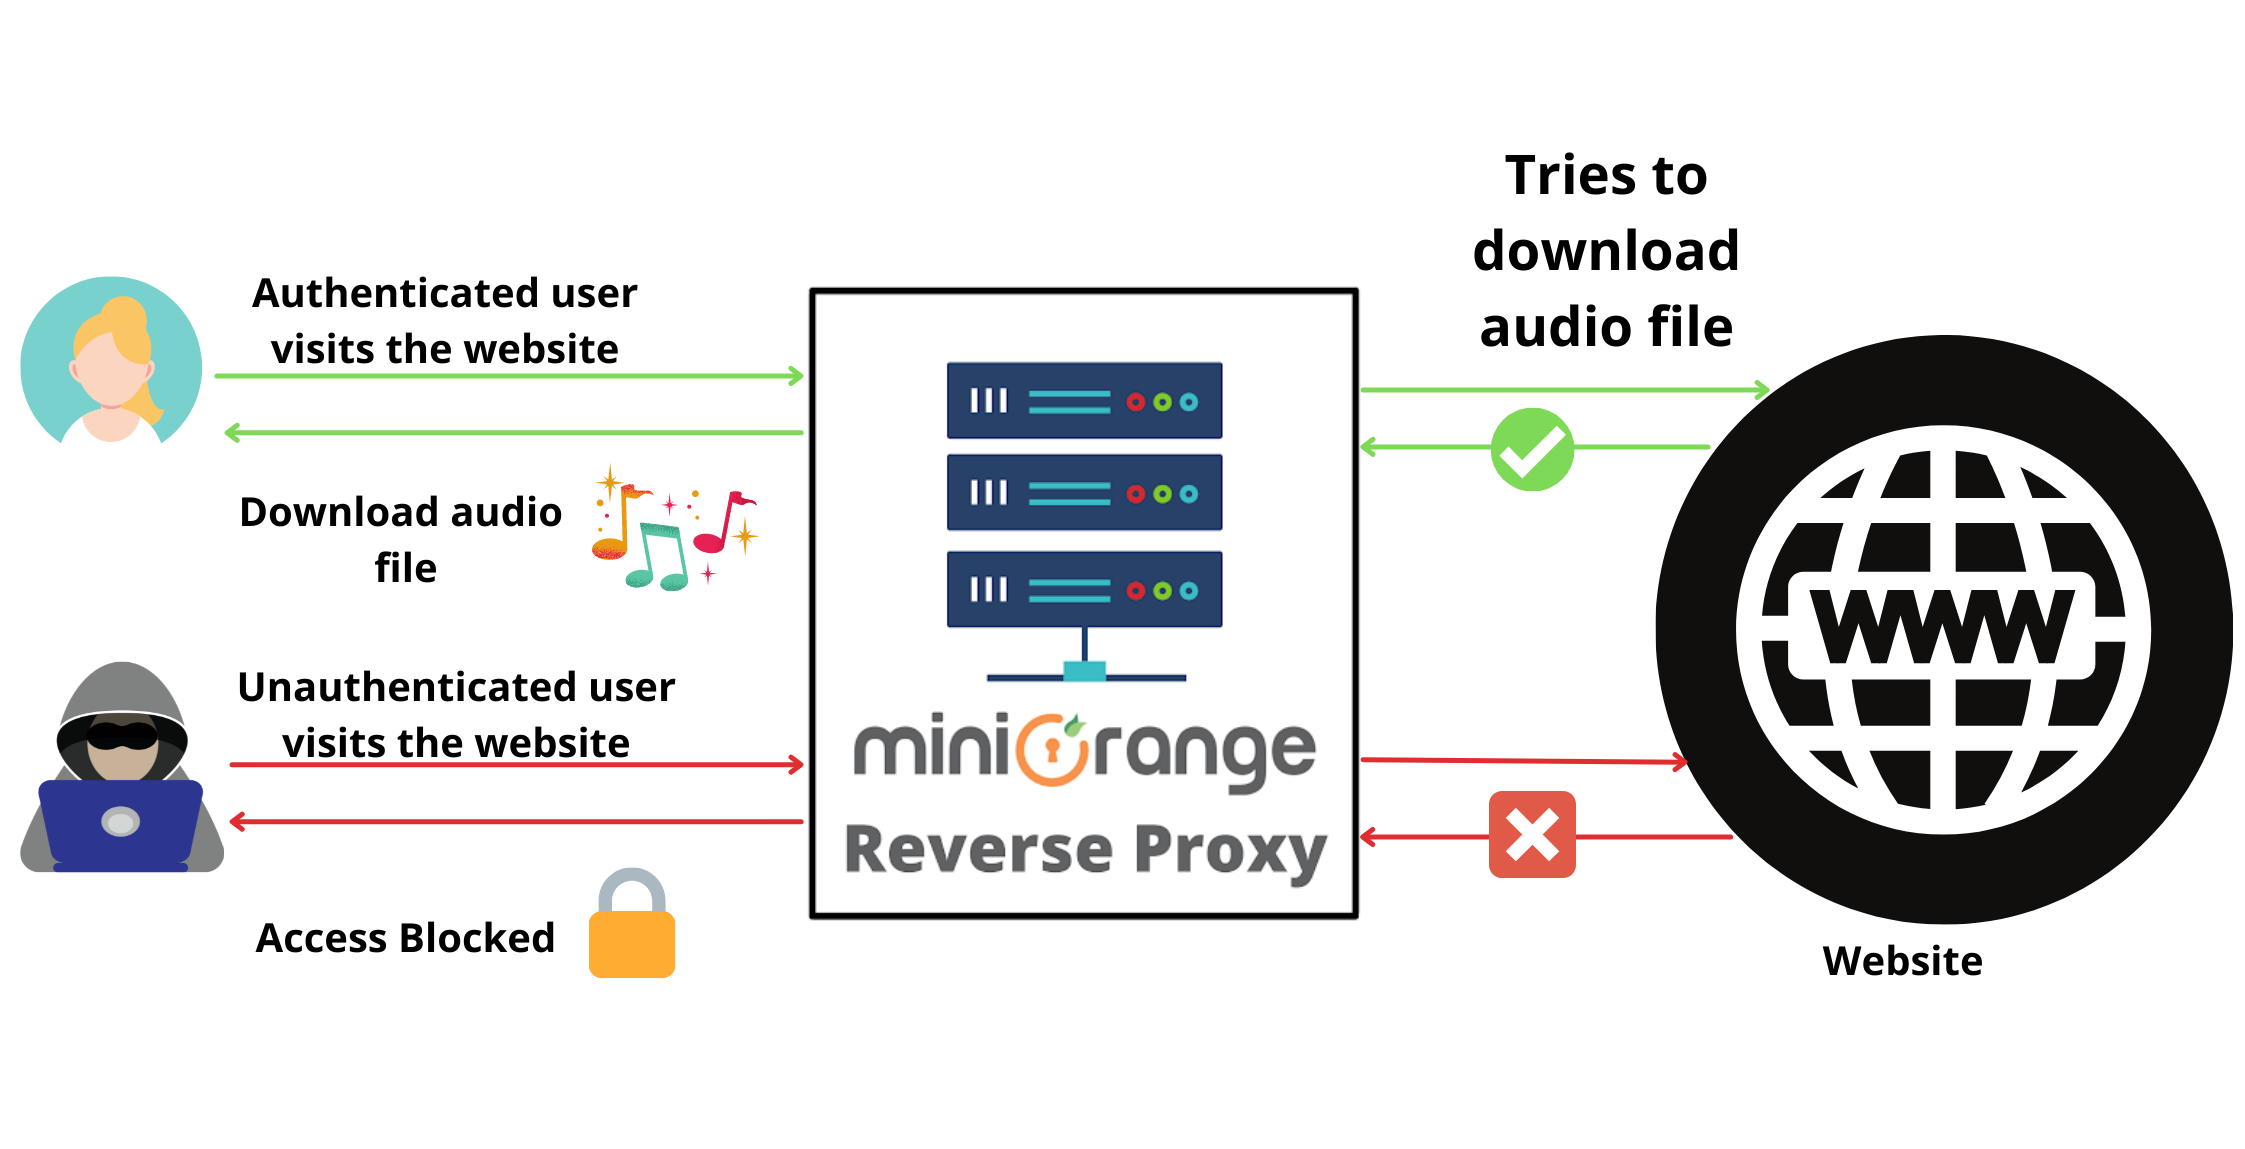 Tries to
download
audio file
Authenticated user
visits the website
Download audio
file
Unauthenticated user
visits the website
Access Blocked
miniOrange
Reverse Proxy
WWW
Website